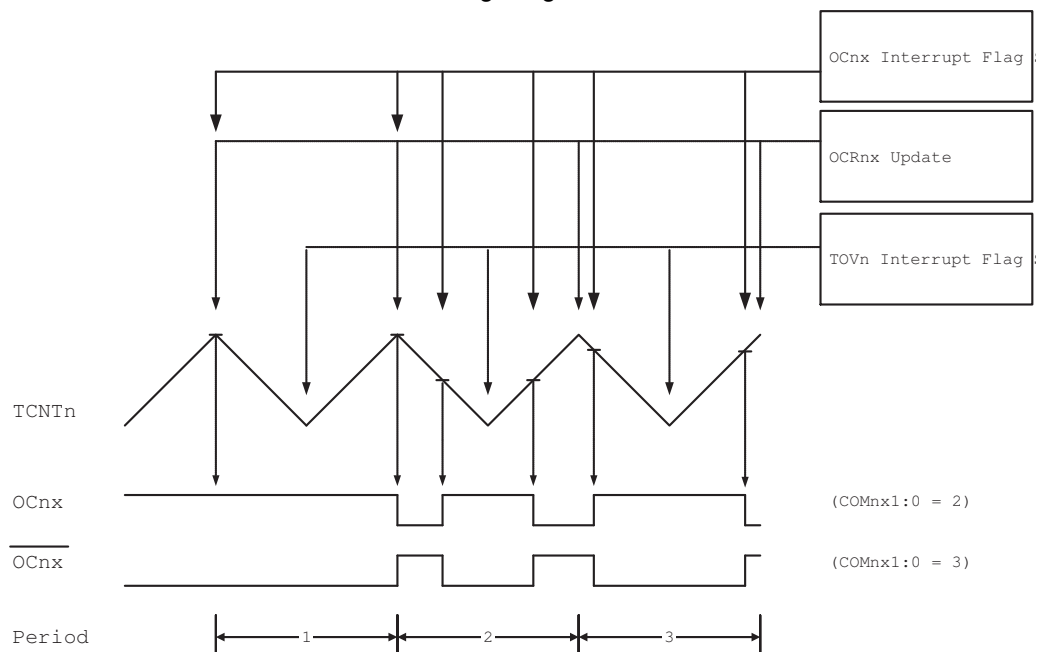 OCnx Interrupt Flag
OCRnx Update
TOVn Interrupt Flag
TCNTn
OCnx
(COMnx1:0 = 2)
OCnx
(COMnx1:0 = 3)
Period
1
2
3